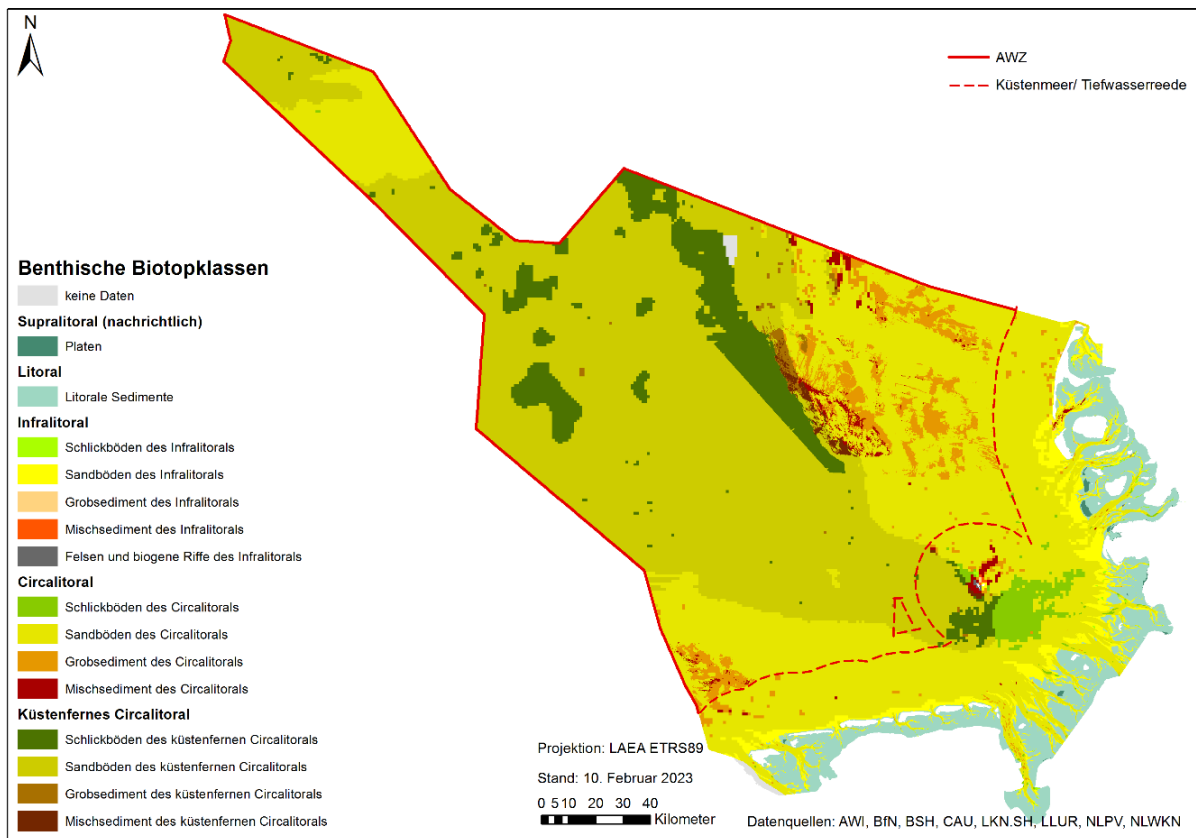 N
AWZ
Küstenmeer/ Tiefwasserreede
Benthische Biotopklassen
keine Daten
Supralitoral (nachrichtlich)
Platen
Litoral
Litorale Sedimente
Infralitoral
Schlickböden des Infralitorals
Sandböden des Infralitorals
Grobsediment des Infralitorals
Mischsediment des Infralitorals
Felsen und biogene Riffe des Infralitorals
Circalitoral
Schlickböden des Circalitorals
Sandböden des Circalitorals
Grobsediment des Circalitorals
Mischsediment des Circalitorals
Küstenfernes Circalitoral
Schlickböden des küstenfernen Circalitorals
Sandböden des küstenfernen Circalitorals
Grobsediment des küstenfernen Circalitorals
Mischsediment des küstenfernen Circalitorals
Projektion: LAEA ETRS89
Stand: 10. Februar 2023
0 5 10 20 30 40
Kilometer
Datenquellen: AWI, BfN, BSH, CAU, LKN.SH, LLUR, NLPV, NLWKN